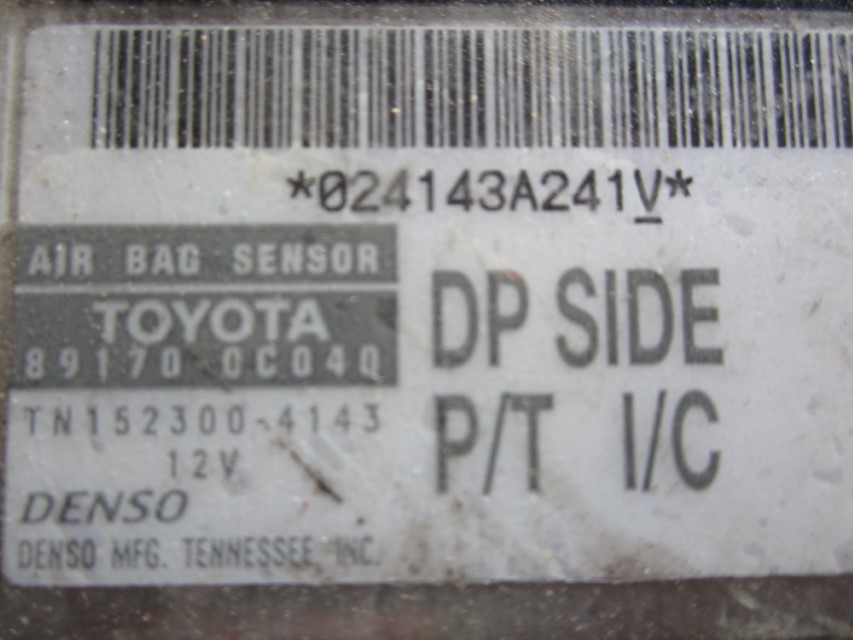 *024143A241V*
AIR BAG SENSOR
TOYOTA
89170 0C040
DP SIDE
P/T I/C
TN152300-4143
12V
DENSO
DENSO MFG. TENNESSEE, INC.